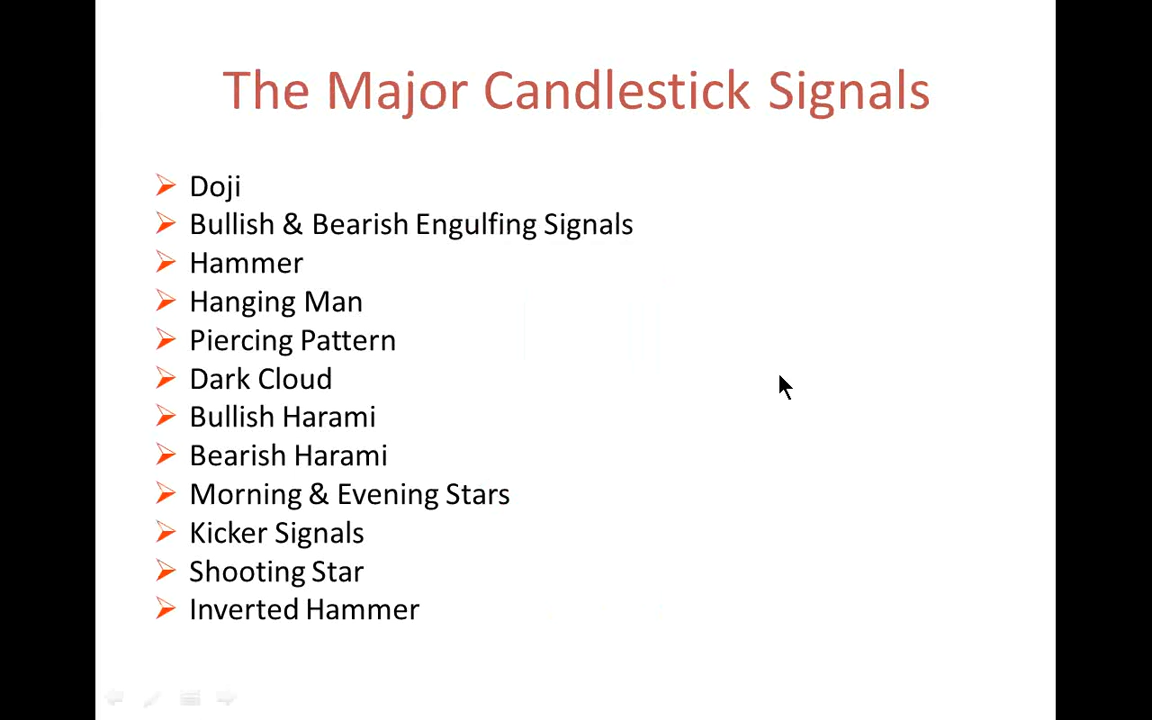 The Major Candlestick Signals
Doji
Bullish & Bearish Engulfing Signals
Hammer
Hanging Man
Piercing Pattern
Dark Cloud
Bullish Harami
Bearish Harami
Morning & Evening Stars
Kicker Signals
Shooting Star
Inverted Hammer